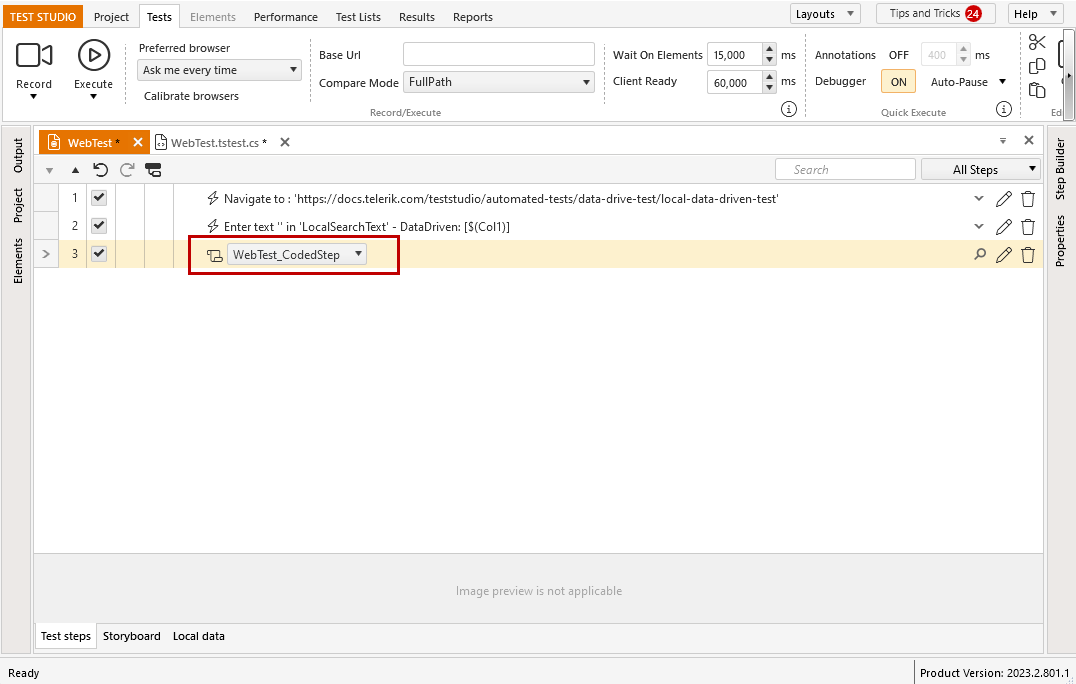 TEST STUDIO Project Tests Elements Performance Test Lists Results Reports Layouts Tips and Tricks 24 Help
Record
Execute
Preferred browser
Ask me every time
Calibrate browsers
Base Url
Compare Mode FullPath
Record/Execute
Wait On Elements 15,000 ms
Client Ready 60,000 ms
Annotations OFF 400 ms
Debugger ON Auto-Pause
Quick Execute
Ed
Output
Project
Elements
WebTest * WebTest.tstest.cs *
Search All Steps
1 Navigate to : 'https://docs.telerik.com/teststudio/automated-tests/data-drive-test/local-data-driven-test'
2 Enter text '' in 'LocalSearchText' - DataDriven: [$(Col1)]
3 WebTest_CodedStep
Step Builder
Properties
Image preview is not applicable
Test steps Storyboard Local data
Ready Product Version: 2023.2.801.1